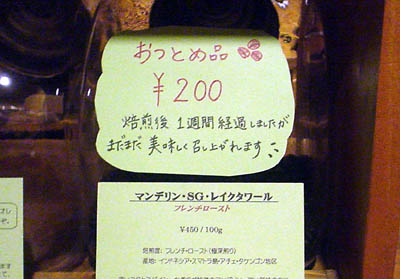 おつとめ品
￥200
焙煎後 1週間経過しましたが
まだまだ 美味しく召し上がれます
マンデリン・SG・レイクタワール
フレンチロースト
¥450 / 100g
焙煎度: フレンチ・ロースト(極深煎り)
産地: インドネシア・スマトラ島・アチェ・タケンゴン地区